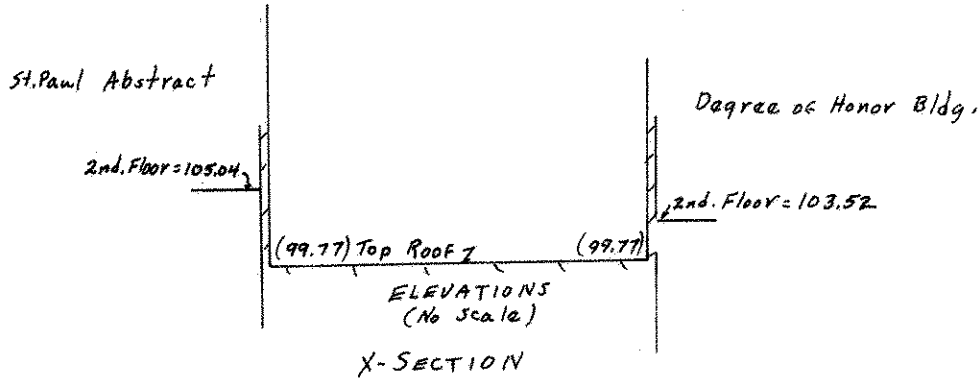 St. Paul Abstract
Degree of Honor Bldg.
2nd. Floor = 105.04
2nd. Floor = 103.52
(99.77) Top Roof (99.77)
ELEVATIONS
(No Scale)
X-SECTION